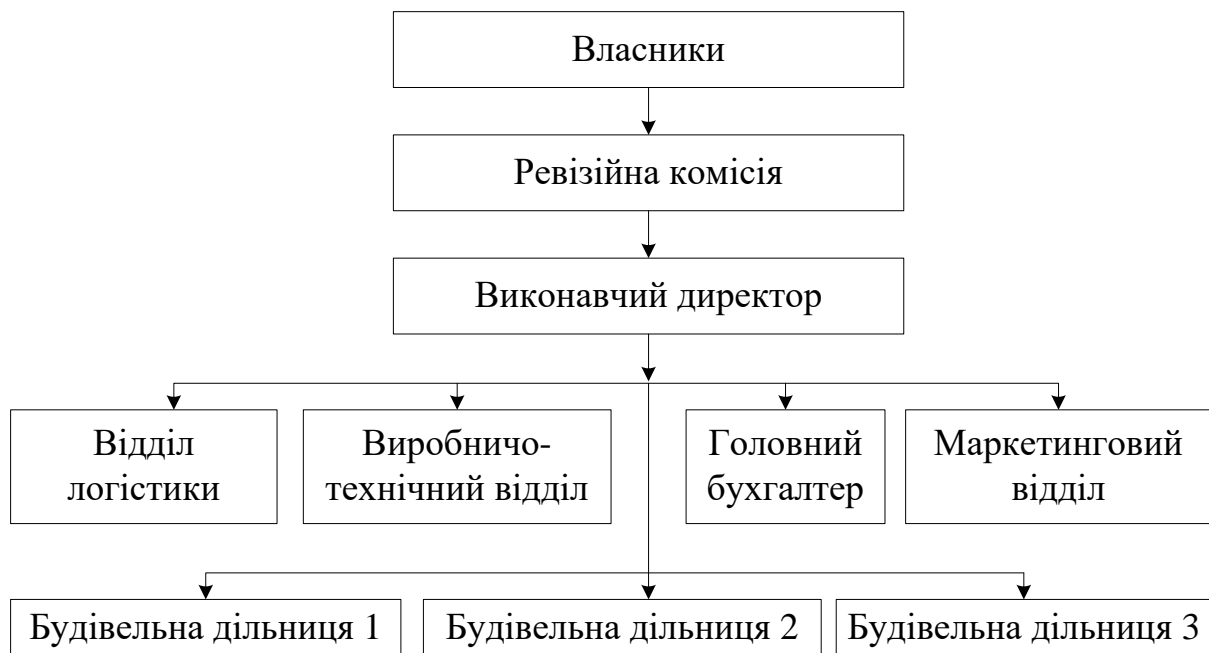 Власники
Ревізійна комісія
Виконавчий директор
Відділ
логістики
Виробничо-
технічний відділ
Головний
бухгалтер
Маркетинговий
відділ
Будівельна дільниця 1
Будівельна дільниця 2
Будівельна дільниця 3